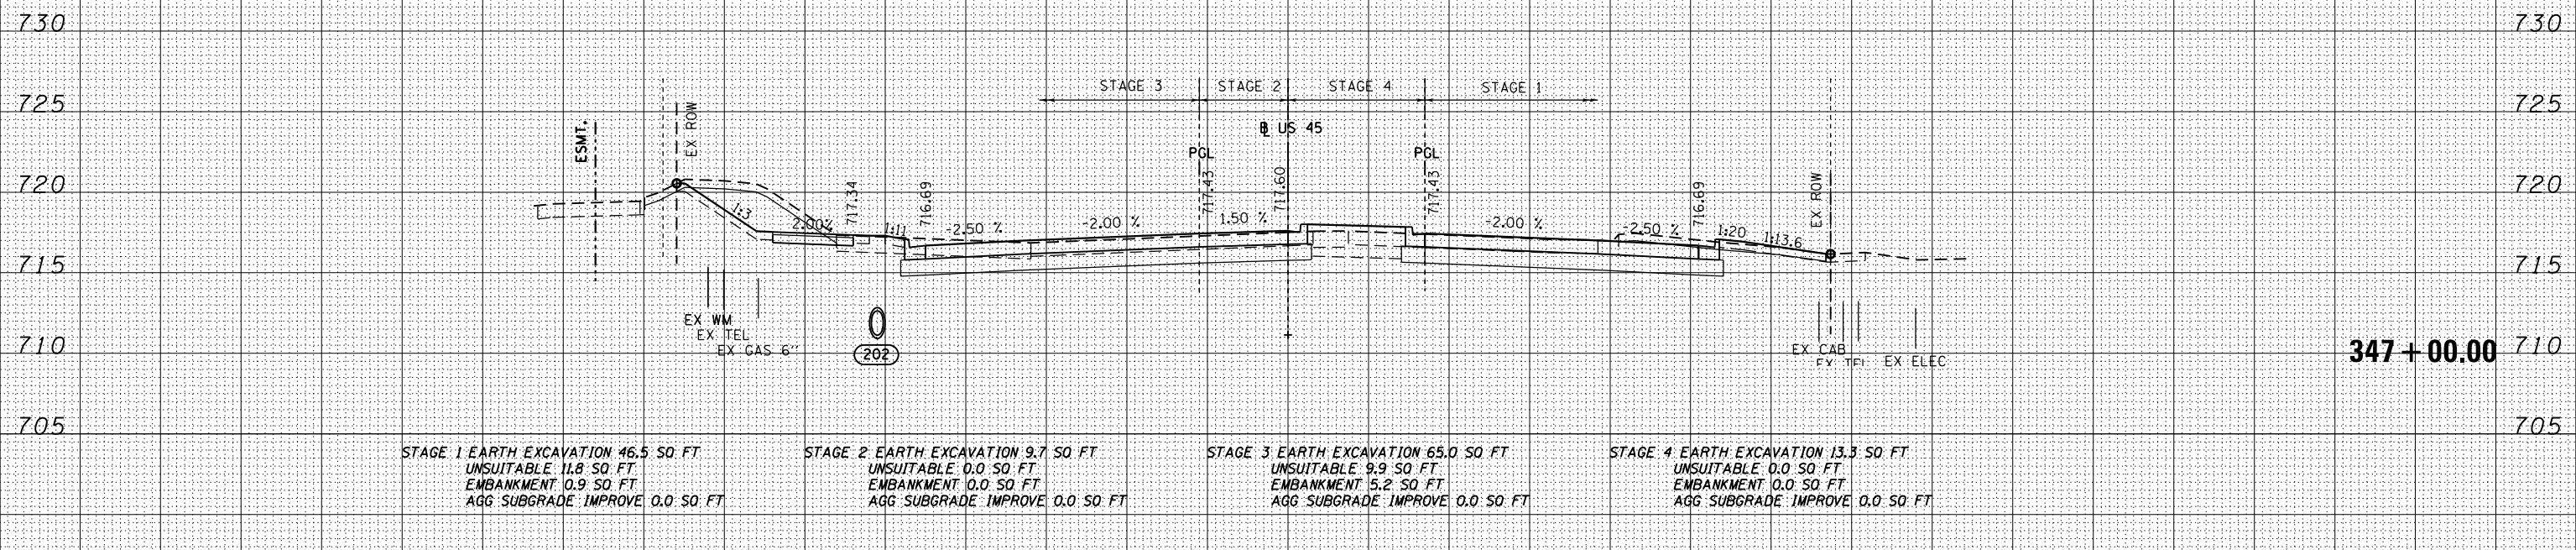 730 730
STAGE 3 STAGE 2 STAGE 4 STAGE 1
725 725
ESMT. EX ROW BL US 45
PGL PGL
720 717.34 716.69 717.43 717.60 717.43 716.69 EX ROW 720
1:3 2.00% 1:11 -2.50 % -2.00 % 1.50 % -2.00 % -2.50 % 1:20 1:13.6
715 715
EX WM
EX TEL
EX GAS 6"
202
EX CAB
EX TEL
EX ELEC
710 347+00.00 710
705 705
STAGE 1 EARTH EXCAVATION 46.5 SQ FT
UNSUITABLE 11.8 SQ FT
EMBANKMENT 0.9 SQ FT
AGG SUBGRADE IMPROVE 0.0 SQ FT
STAGE 2 EARTH EXCAVATION 9.7 SQ FT
UNSUITABLE 0.0 SQ FT
EMBANKMENT 0.0 SQ FT
AGG SUBGRADE IMPROVE 0.0 SQ FT
STAGE 3 EARTH EXCAVATION 65.0 SQ FT
UNSUITABLE 9.9 SQ FT
EMBANKMENT 5.2 SQ FT
AGG SUBGRADE IMPROVE 0.0 SQ FT
STAGE 4 EARTH EXCAVATION 13.3 SQ FT
UNSUITABLE 0.0 SQ FT
EMBANKMENT 0.0 SQ FT
AGG SUBGRADE IMPROVE 0.0 SQ FT